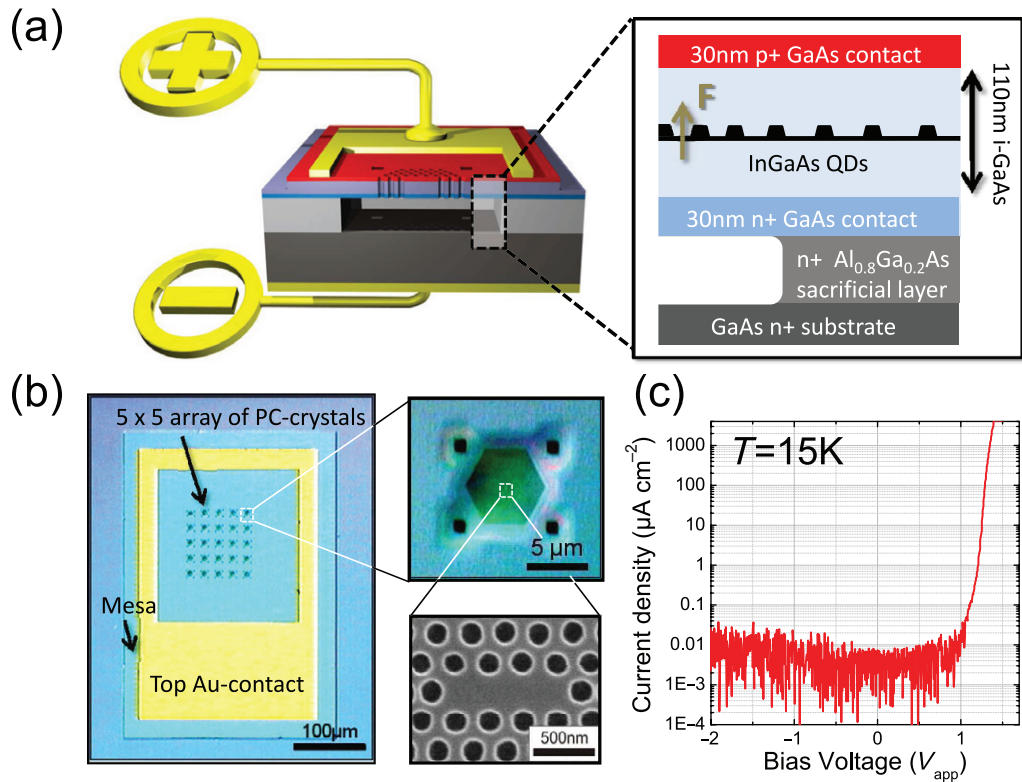 (a)
30nm p+ GaAs contact
F
InGaAs QDs
110nm i-GaAs
30nm n+ GaAs contact
n+ Al0.8Ga0.2As
sacrificial layer
GaAs n+ substrate
(b)
5 x 5 array of PC-crystals
Mesa
Top Au-contact
100μm
5 μm
500nm
(c)
T=15K
Current density (μA cm−2)
1000
100
10
1
0.1
0.01
1E−3
1E−4
−2
−1
0
1
Bias Voltage (Vapp)